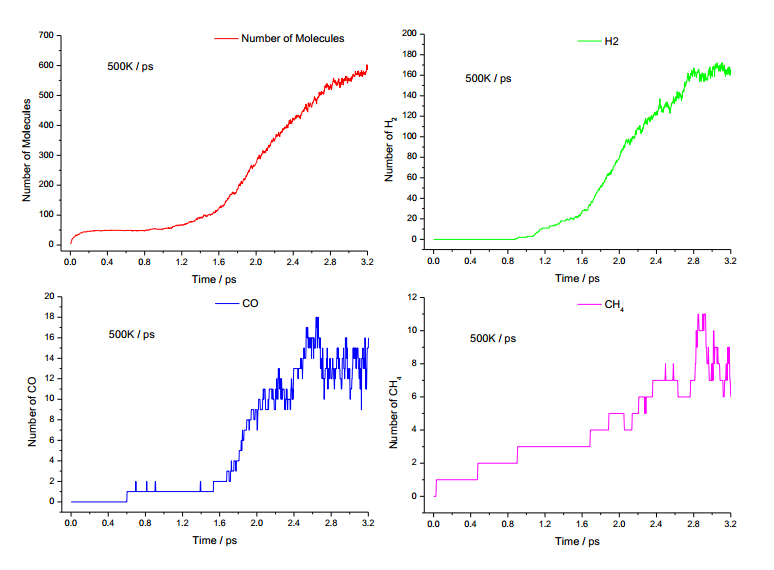 Number of Molecules
500K / ps
Number of Molecules
700
600
500
400
300
200
100
0
0.0 0.4 0.8 1.2 1.6 2.0 2.4 2.8 3.2
Time / ps
H2
500K / ps
Number of H2
200
180
160
140
120
100
80
60
40
20
0
0.0 0.4 0.8 1.2 1.6 2.0 2.4 2.8 3.2
Time / ps
CO
500K / ps
Number of CO
20
18
16
14
12
10
8
6
4
2
0
0.0 0.4 0.8 1.2 1.6 2.0 2.4 2.8 3.2
Time / ps
CH4
500K / ps
Number of CH4
12
10
8
6
4
2
0
0.0 0.4 0.8 1.2 1.6 2.0 2.4 2.8 3.2
Time / ps